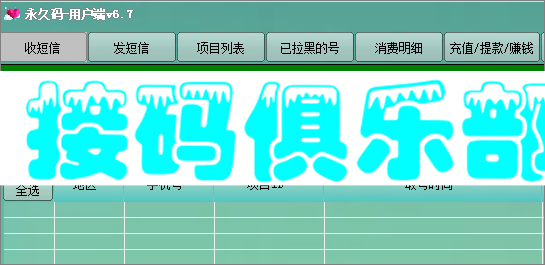 永久码-用户端v6.7
收短信 发短信 项目列表 已拉黑的号 消费明细 充值/提款/赚钱
接码俱乐部
全选 地区 手机号 项目ID 取号时间